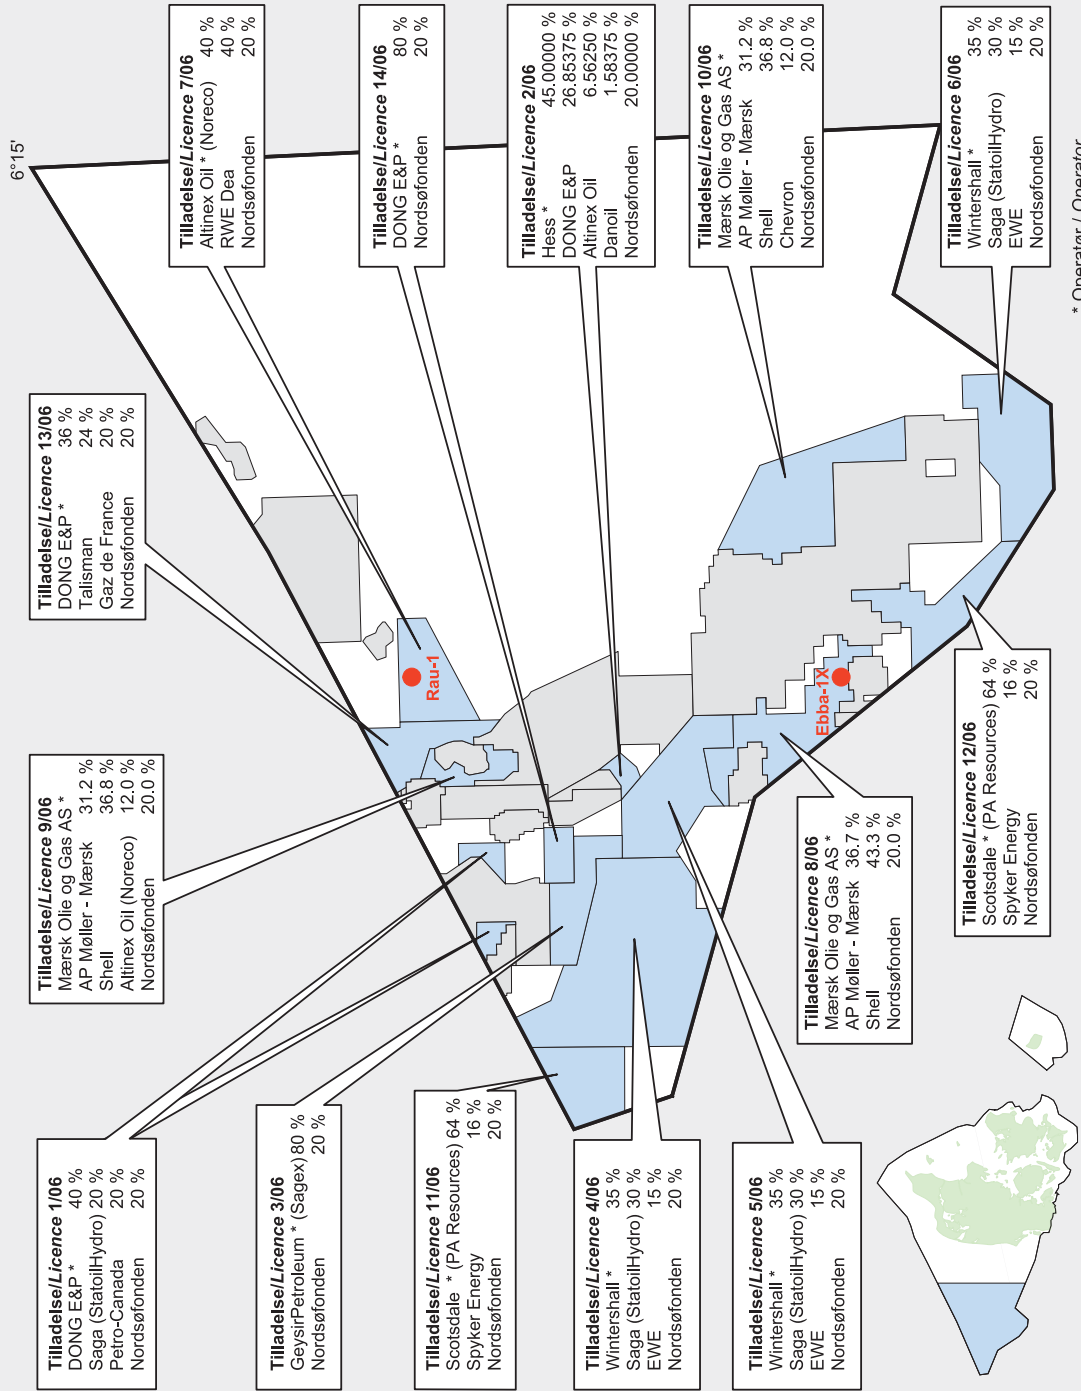 6°15'
Tilladelse/Licence 1/06
DONG E&P * 40 %
Saga (StatoilHydro) 20 %
Petro-Canada 20 %
Nordsøfonden 20 %
Tilladelse/Licence 9/06
Mærsk Olie og Gas AS *
AP Møller - Mærsk 31.2 %
Shell 36.8 %
Altinex Oil (Noreco) 12.0 %
Nordsøfonden 20.0 %
Tilladelse/Licence 13/06
DONG E&P * 36 %
Talisman 24 %
Gaz de France 20 %
Nordsøfonden 20 %
Tilladelse/Licence 7/06
Altinex Oil * (Noreco) 40 %
RWE Dea 40 %
Nordsøfonden 20 %
Tilladelse/Licence 3/06
GeysirPetroleum * (Sagex) 80 %
Nordsøfonden 20 %
Tilladelse/Licence 14/06
DONG E&P * 80 %
Nordsøfonden 20 %
Rau-1
Tilladelse/Licence 11/06
Scotsdale * (PA Resources) 64 %
Spyker Energy 16 %
Nordsøfonden 20 %
Tilladelse/Licence 2/06
Hess * 45.00000 %
DONG E&P 26.85375 %
Altinex Oil 6.56250 %
Danoil 1.58375 %
Nordsøfonden 20.00000 %
Tilladelse/Licence 4/06
Wintershall * 35 %
Saga (StatoilHydro) 30 %
EWE 15 %
Nordsøfonden 20 %
Tilladelse/Licence 10/06
Mærsk Olie og Gas AS *
AP Møller - Mærsk 31.2 %
Shell 36.8 %
Chevron 12.0 %
Nordsøfonden 20.0 %
Tilladelse/Licence 5/06
Wintershall * 35 %
Saga (StatoilHydro) 30 %
EWE 15 %
Nordsøfonden 20 %
Ebba-1X
Tilladelse/Licence 8/06
Mærsk Olie og Gas AS *
AP Møller - Mærsk 36.7 %
Shell 43.3 %
Nordsøfonden 20.0 %
Tilladelse/Licence 12/06
Scotsdale * (PA Resources) 64 %
Spyker Energy 16 %
Nordsøfonden 20 %
Tilladelse/Licence 6/06
Wintershall * 35 %
Saga (StatoilHydro) 30 %
EWE 15 %
Nordsøfonden 20 %
* Operatør / Operator